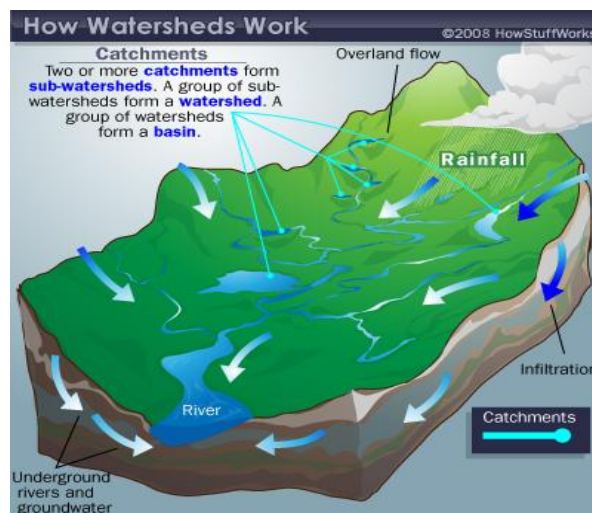 How Watersheds Work
©2008 HowStuffWorks
Catchments
Two or more catchments form
sub-watersheds. A group of sub-
watersheds form a watershed. A
group of watersheds
form a basin.
Overland flow
Rainfall
Infiltration
River
Catchments
Underground
rivers and
groundwater